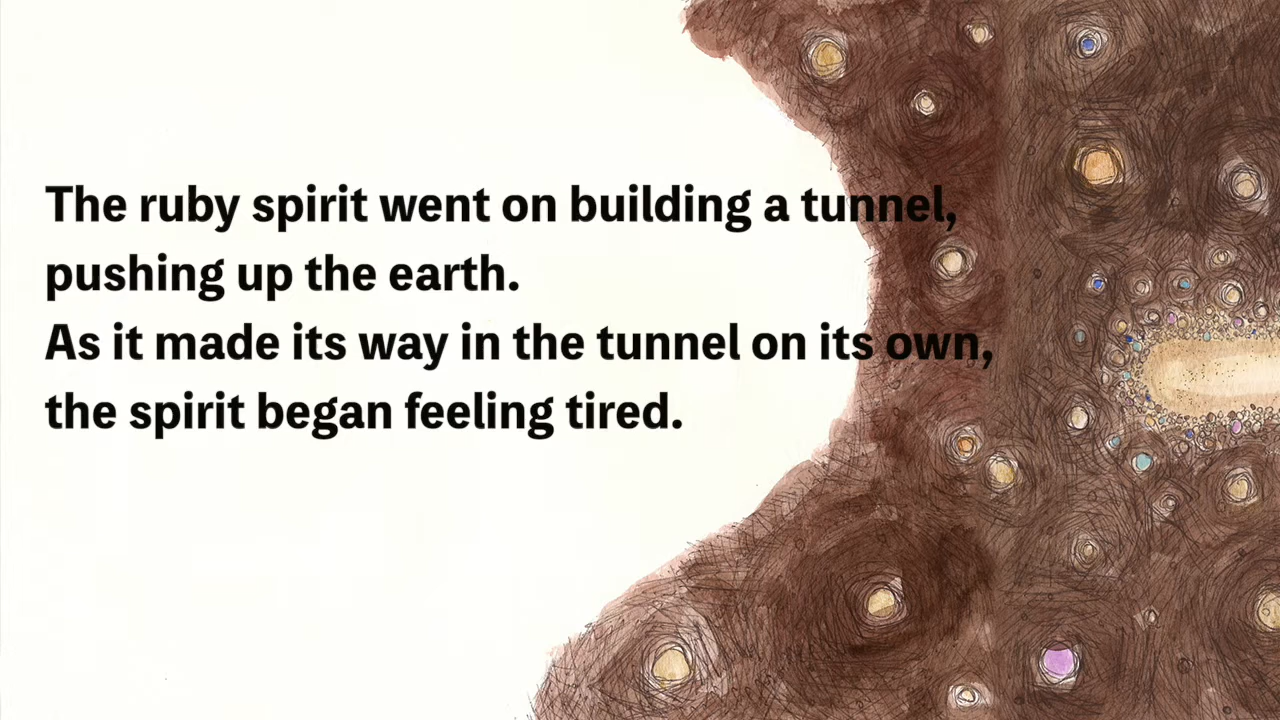 The ruby spirit went on building a tunnel,
pushing up the earth.
As it made its way in the tunnel on its own,
the spirit began feeling tired.